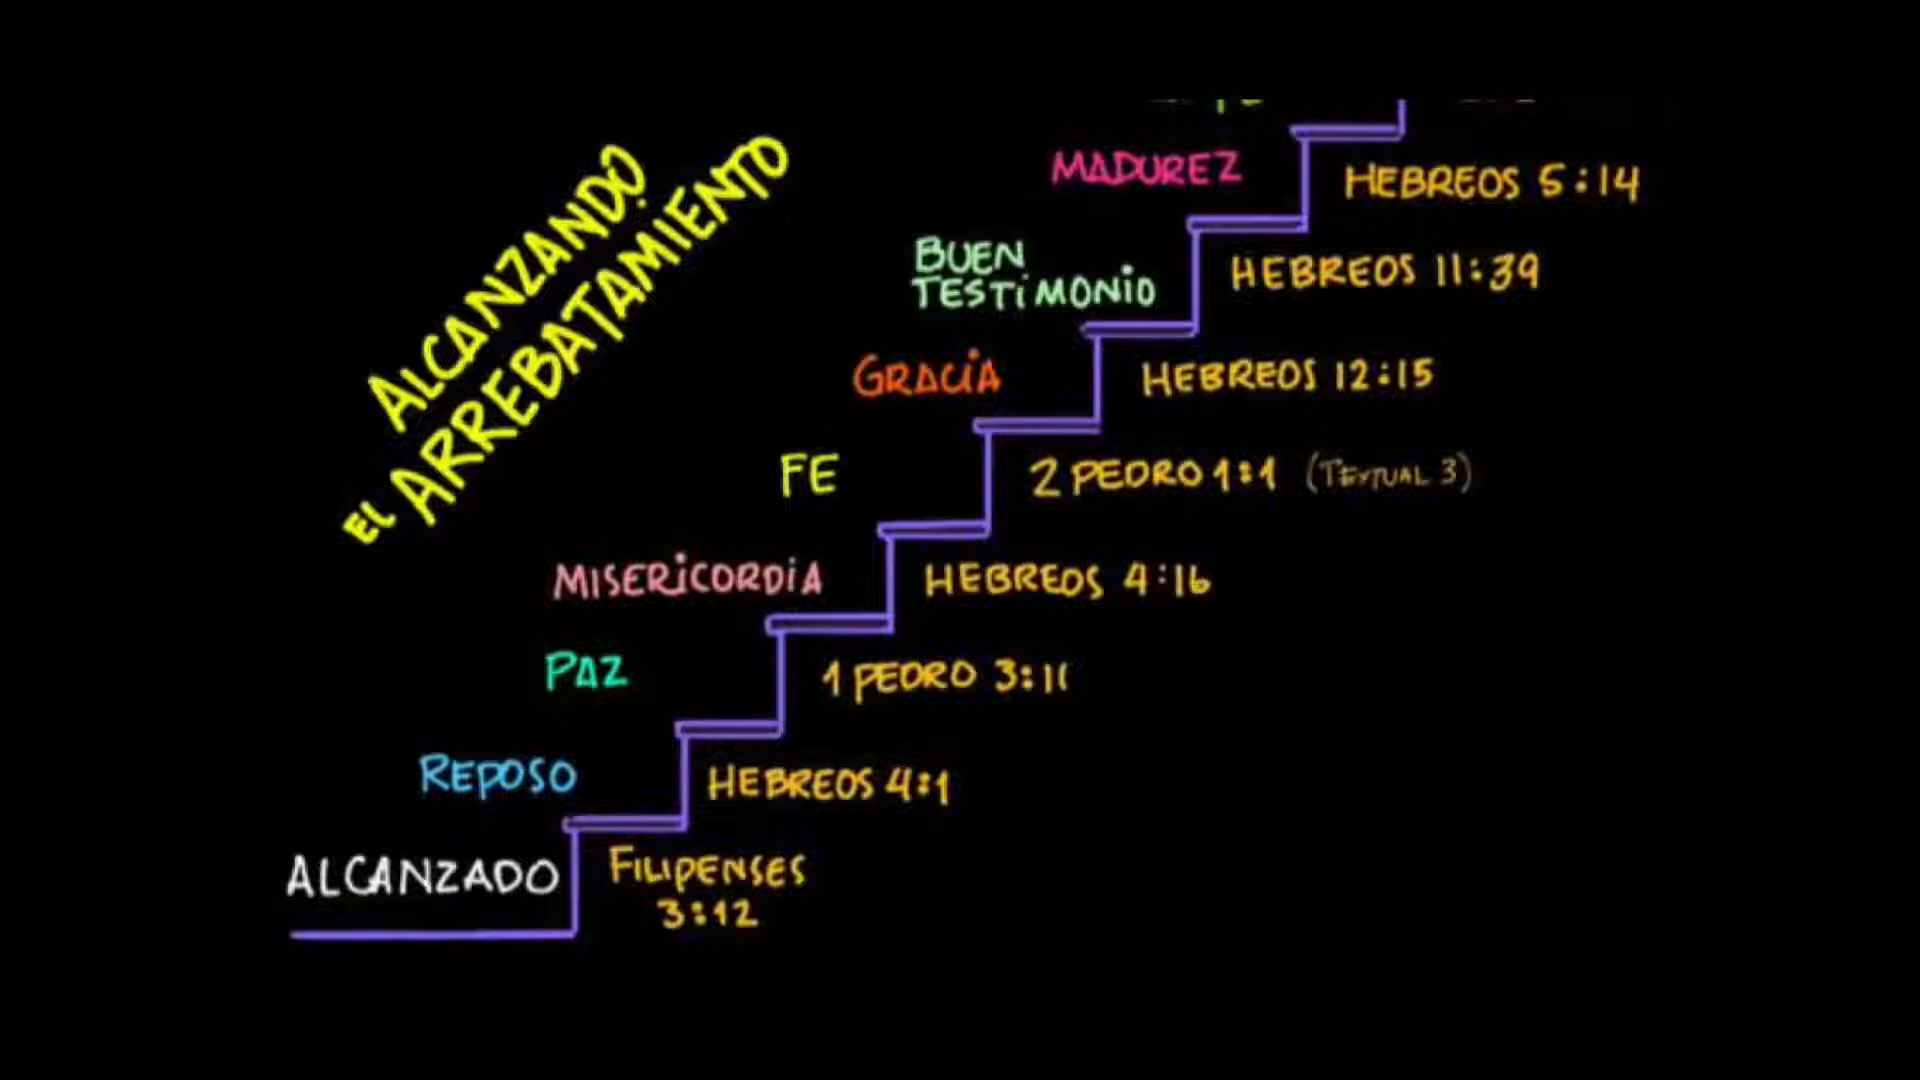 ALCANZANDO
EL ARREBATAMIENTO
MADUREZ
HEBREOS 5:14
BUEN
TESTIMONIO
HEBREOS 11:39
GRACIA
HEBREOS 12:15
FE
2 PEDRO 1:1 (TEXTUAL 3)
MISERICORDIA
HEBREOS 4:16
PAZ
1 PEDRO 3:11
REPOSO
HEBREOS 4:1
ALCANZADO
FILIPENSES
3:12